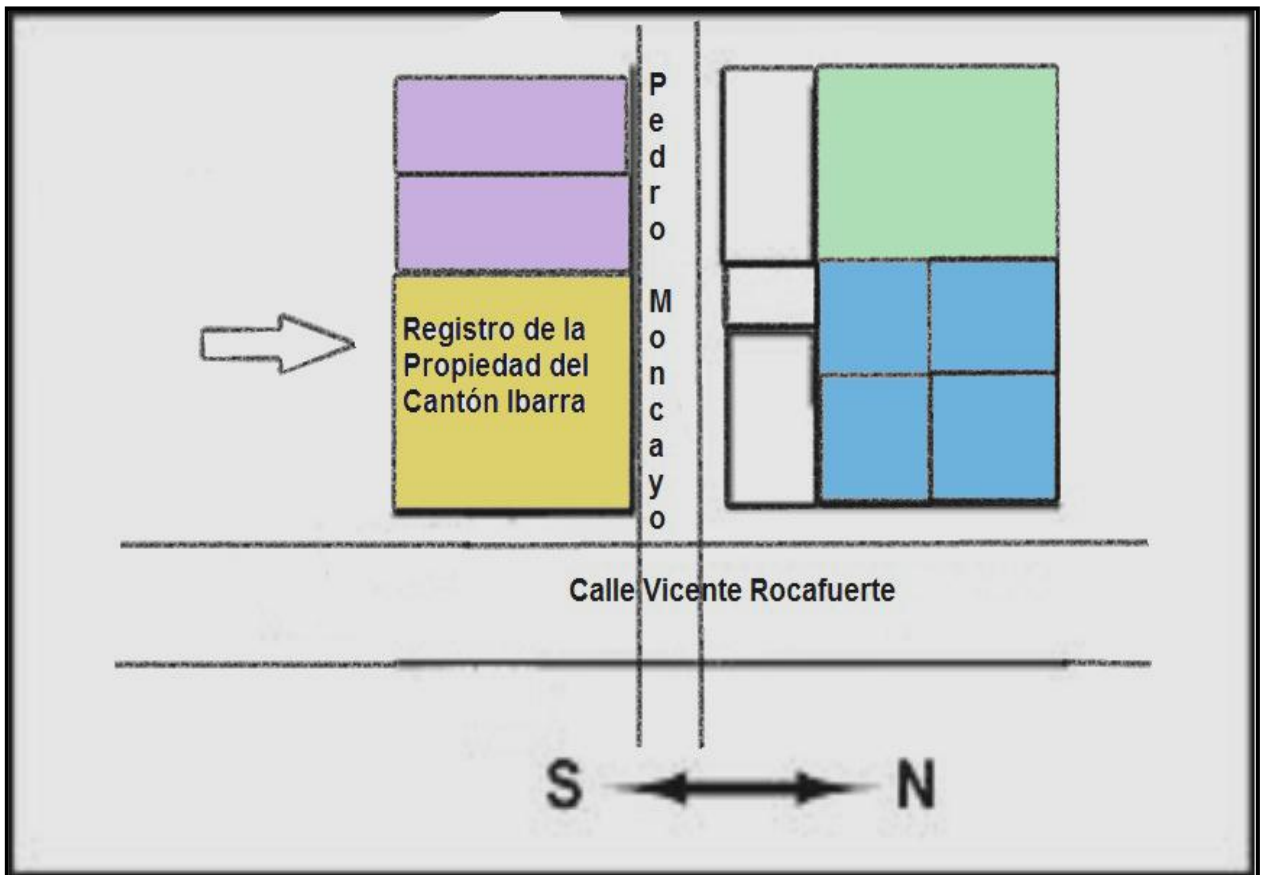 Pedro Moncayo
Registro de la
Propiedad del
Cantón Ibarra
Calle Vicente Rocafuerte
S N